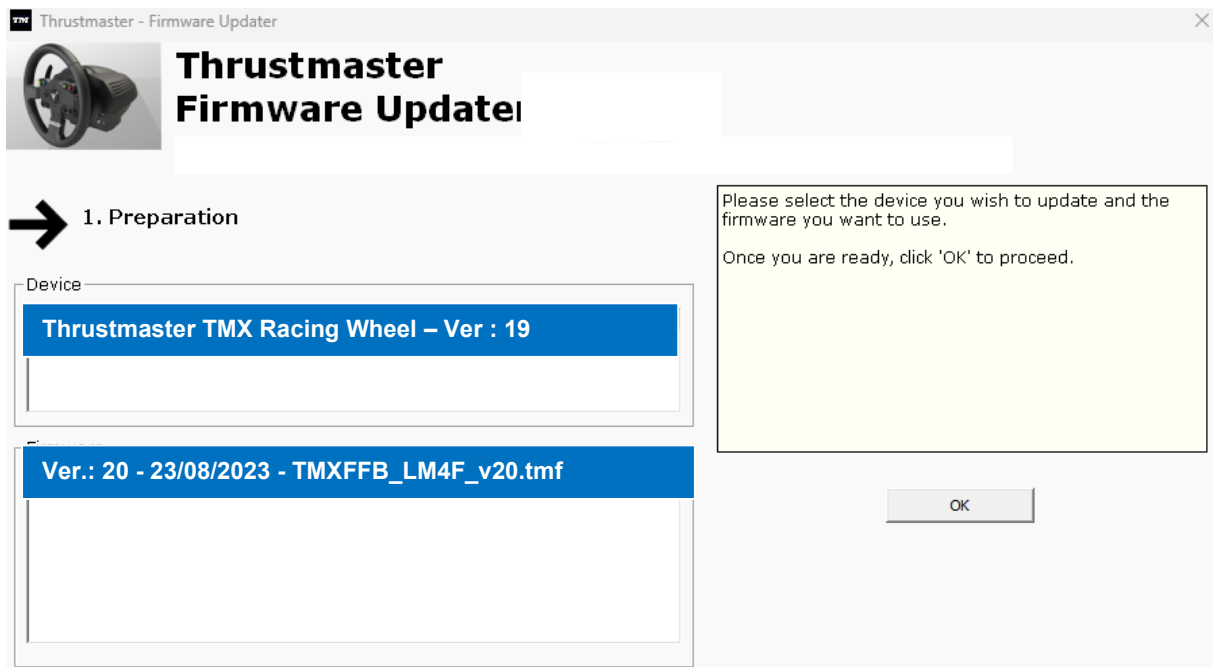 Thrustmaster - Firmware Updater
Thrustmaster
Firmware Updater
1. Preparation
Please select the device you wish to update and the
firmware you want to use.
Once you are ready, click 'OK' to proceed.
Device
Thrustmaster TMX Racing Wheel – Ver : 19
Ver.: 20 - 23/08/2023 - TMXFFB_LM4F_v20.tmf
OK